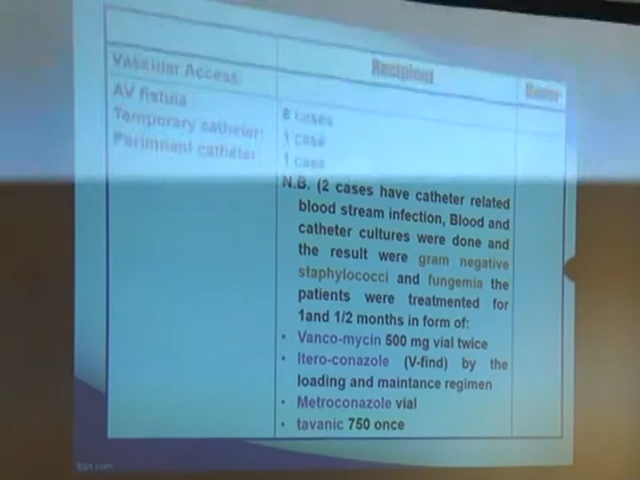 Recipient
Donor
Vascular Access:
AV fistula :
8 cases
Temporary catheter:
1 case
Perimnant catheter:
1 case
N.B. (2 cases have catheter related
blood stream infection, Blood and
catheter cultures were done and
the result were gram negative
staphylococci and fungemia the
patients were treatmented for
1and 1/2 months in form of:
• Vanco-mycin 500 mg vial twice
• Itero-conazole (V-find) by the
loading and maintance regimen
• Metroconazole vial
• tavanic 750 once
fppt.com